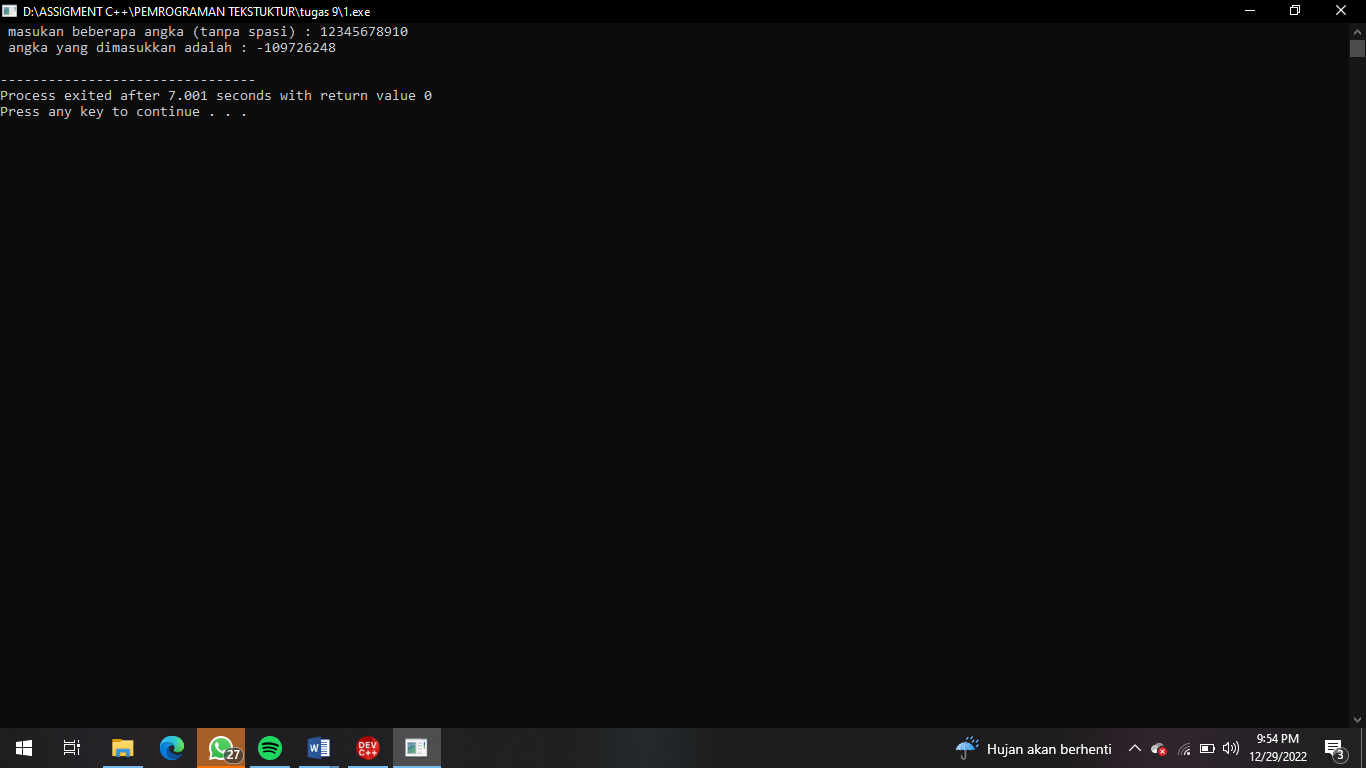 D:\ASSIGMENT C++\PEMROGRAMAN TEKSTUKTUR\tugas 9\1.exe
masukan beberapa angka (tanpa spasi) : 12345678910
angka yang dimasukkan adalah : -109726248
--------------------------------
Process exited after 7.001 seconds with return value 0
Press any key to continue . . .
27
W
DEV
C++
Hujan akan berhenti
9:54 PM
12/29/2022
3